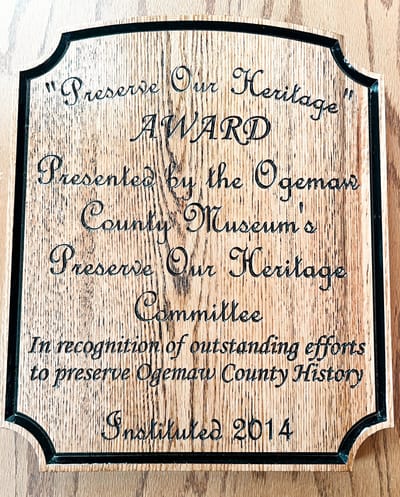 "Preserve Our Heritage"
AWARD
Presented by the Ogemaw
County Museum's
Preserve Our Heritage
Committee
In recognition of outstanding efforts
to preserve Ogemaw County History
Instituted 2014